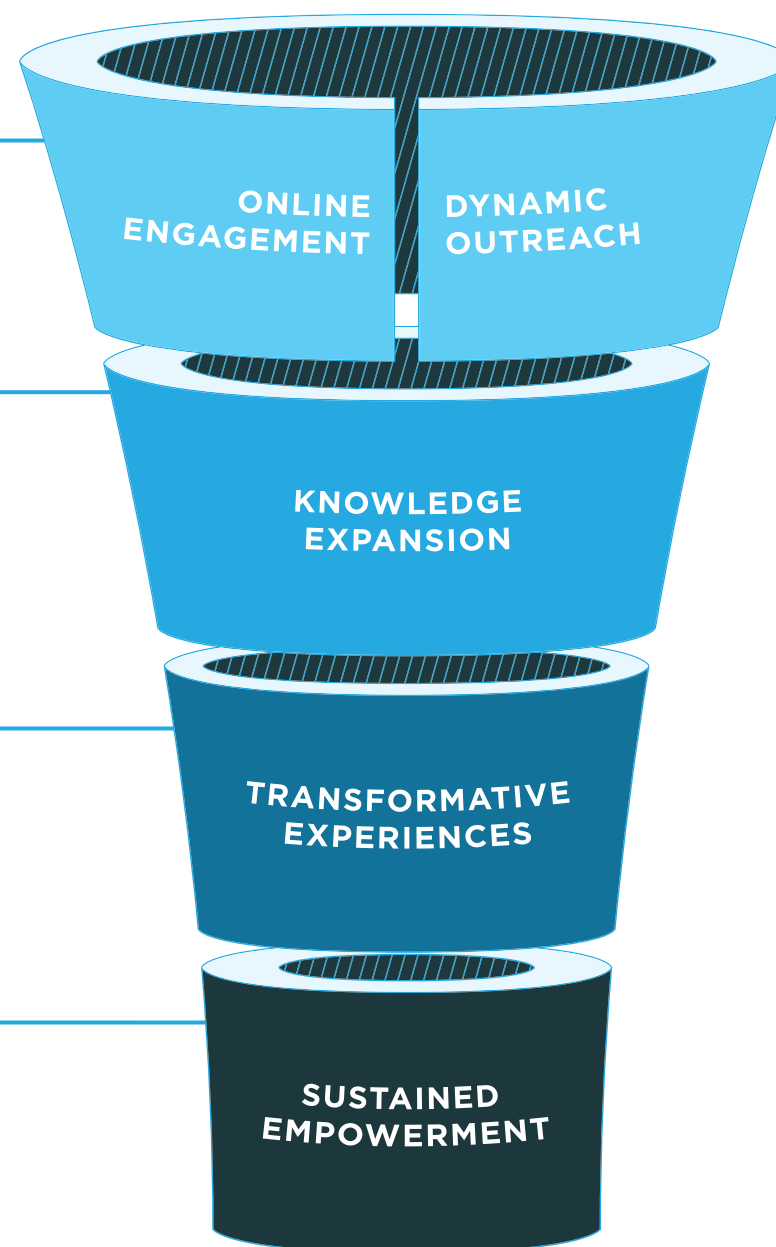 ONLINE
ENGAGEMENT
DYNAMIC
OUTREACH
KNOWLEDGE
EXPANSION
TRANSFORMATIVE
EXPERIENCES
SUSTAINED
EMPOWERMENT